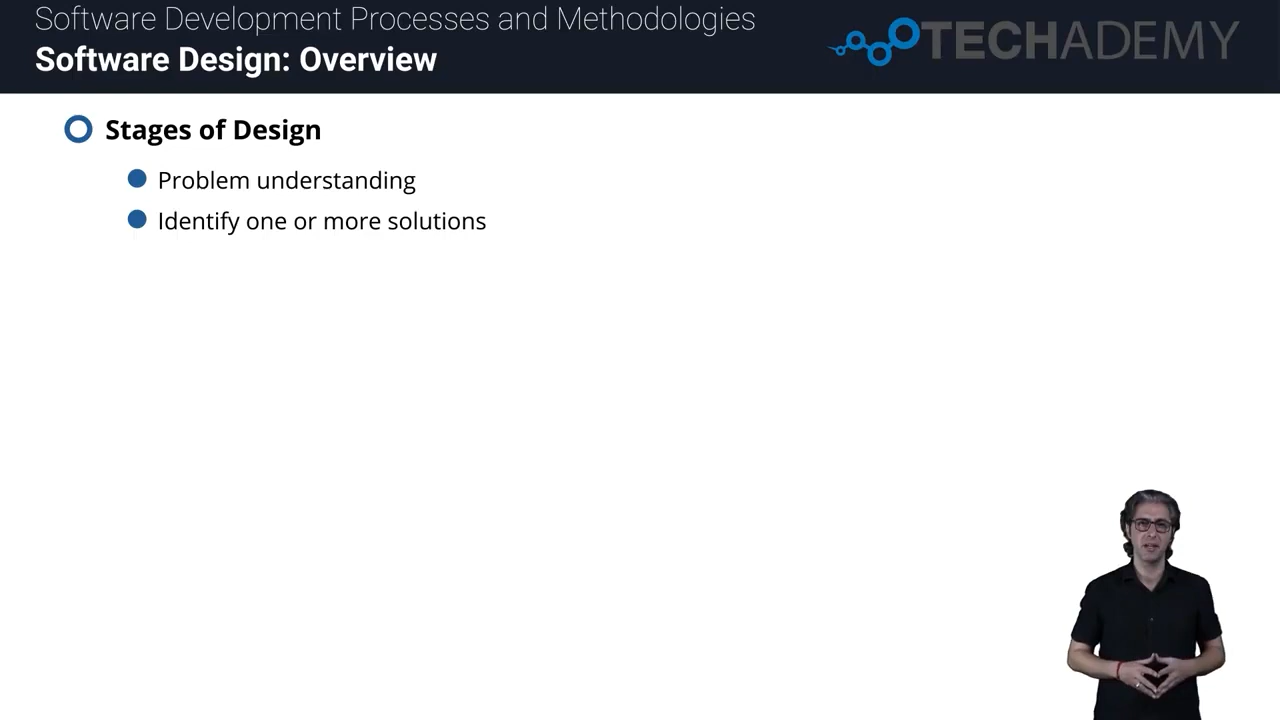 Software Development Processes and Methodologies
TECHADEMY
Software Design: Overview
Stages of Design
Problem understanding
Identify one or more solutions